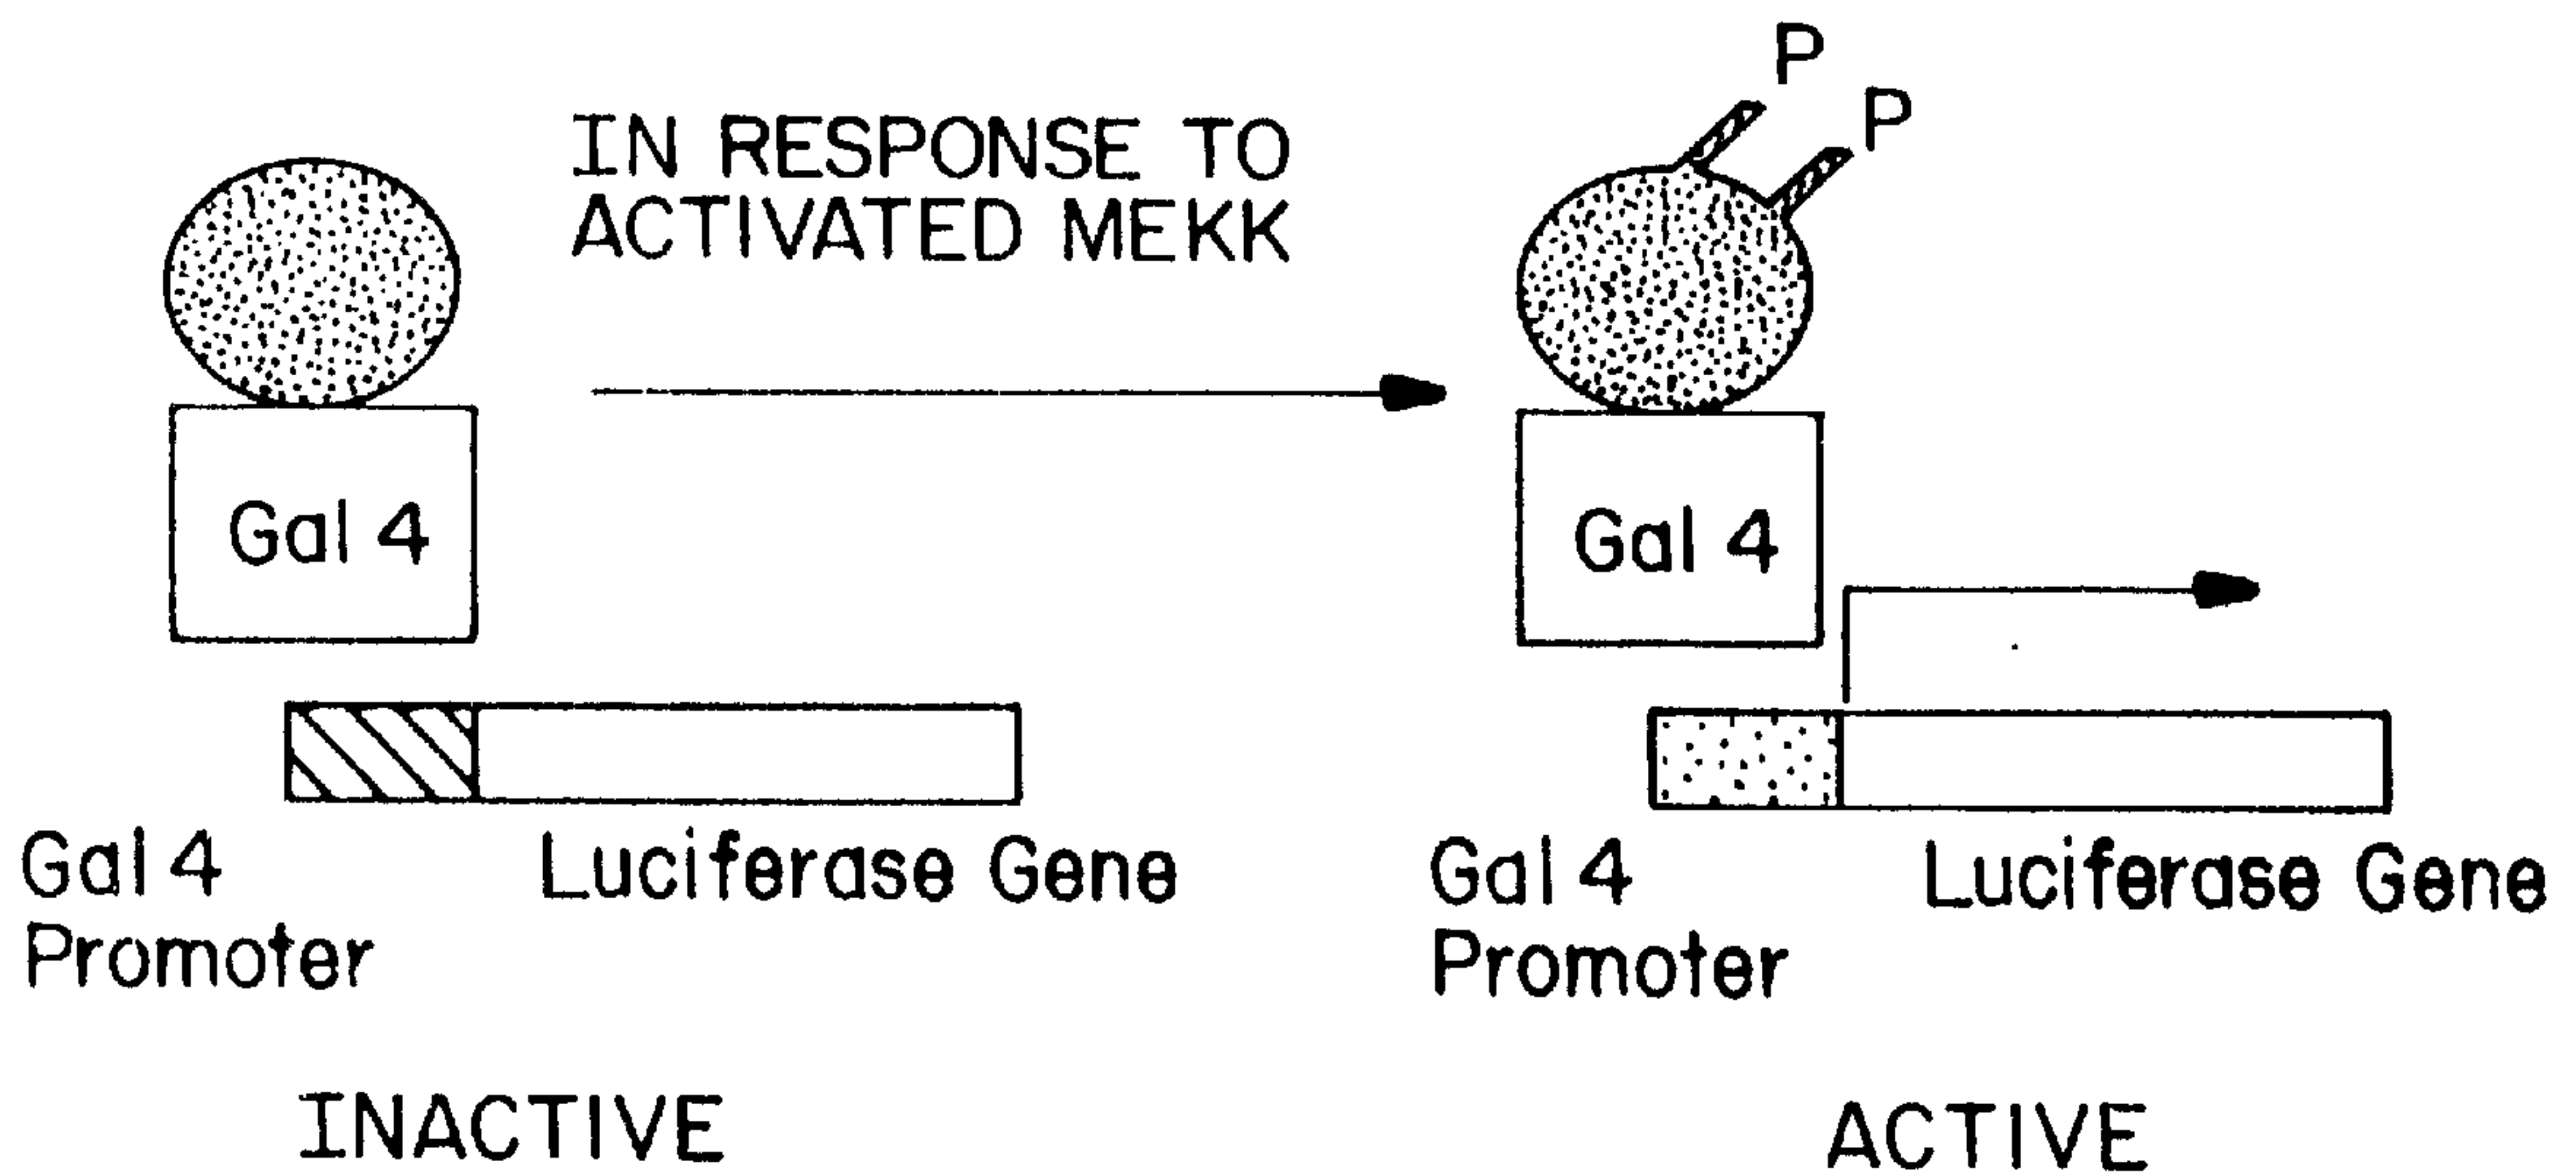 P
P
IN RESPONSE TO
ACTIVATED MEKK
Gal 4
Gal 4
Gal 4
Promoter
Luciferase Gene
Gal 4
Promoter
Luciferase Gene
INACTIVE
ACTIVE